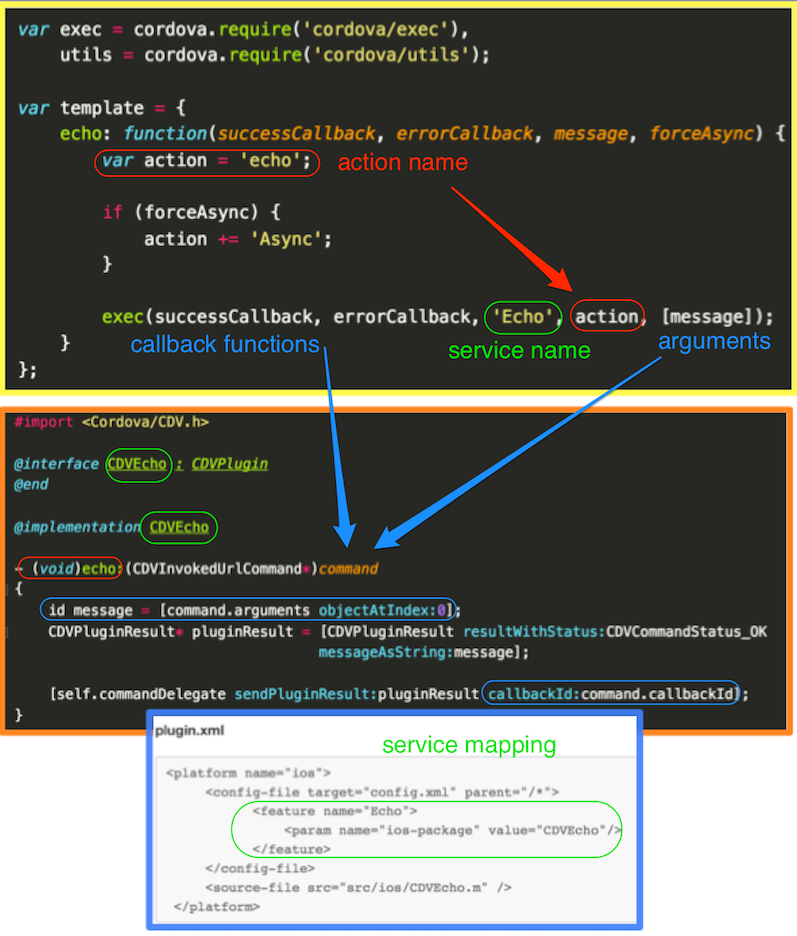 var exec = cordova.require('cordova/exec'),
utils = cordova.require('cordova/utils');
var template = {
echo: function(successCallback, errorCallback, message, forceAsync) {
var action = 'echo'; action name
if (forceAsync) {
action += 'Async';
}
exec(successCallback, errorCallback, 'Echo', action, [message]);
} callback functions service name arguments
};
#import <Cordova/CDV.h>
@interface CDVEcho : CDVPlugin
@end
@implementation CDVEcho
- (void)echo:(CDVInvokedUrlCommand*)command
{
id message = [command.arguments objectAtIndex:0];
CDVPluginResult* pluginResult = [CDVPluginResult resultWithStatus:CDVCommandStatus_OK
messageAsString:message];
[self.commandDelegate sendPluginResult:pluginResult callbackId:command.callbackId];
}
plugin.xml
service mapping
<platform name="ios">
<config-file target="config.xml" parent="/*">
<feature name="Echo">
<param name="ios-package" value="CDVEcho"/>
</feature>
</config-file>
<source-file src="src/ios/CDVEcho.m" />
</platform>